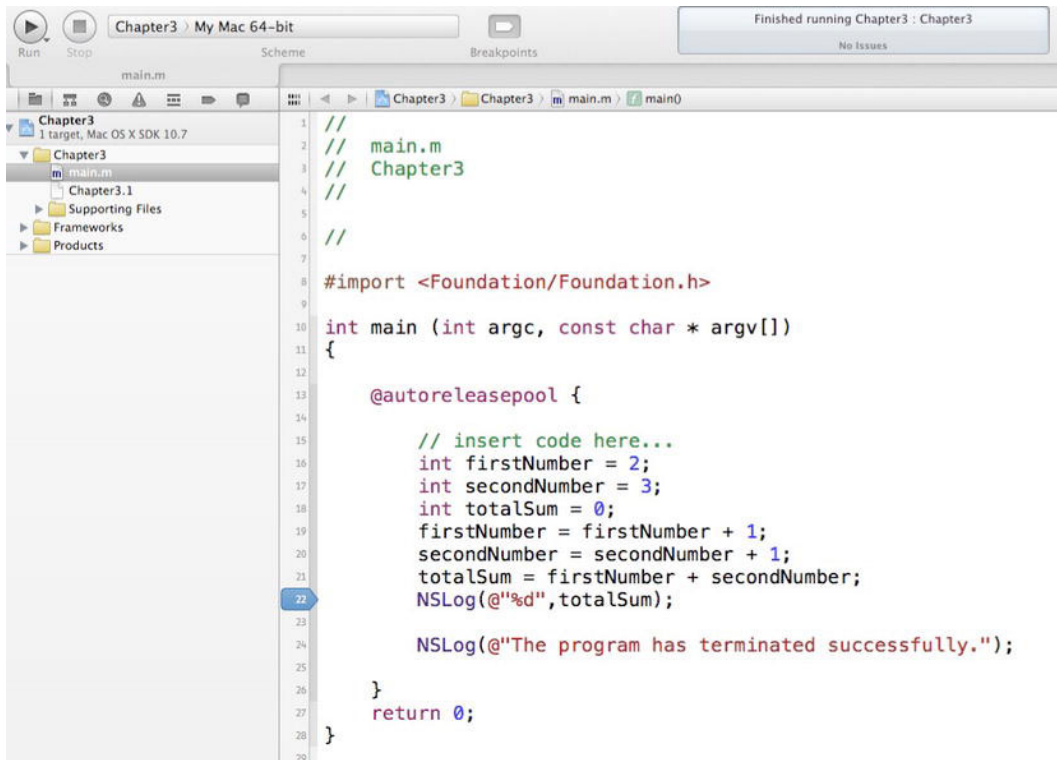 Chapter3 › My Mac 64-bit
Finished running Chapter3 : Chapter3
No Issues
Run Stop Scheme Breakpoints
main.m
Chapter3 › Chapter3 › main.m › main()
Chapter3
1 target, Mac OS X SDK 10.7
Chapter3
main.m
Chapter3.1
Supporting Files
Frameworks
Products
1 //
2 // main.m
3 // Chapter3
4 //
5
6 //
7
8 #import <Foundation/Foundation.h>
9
10 int main (int argc, const char * argv[])
11 {
12
13 @autoreleasepool {
14
15 // insert code here...
16 int firstNumber = 2;
17 int secondNumber = 3;
18 int totalSum = 0;
19 firstNumber = firstNumber + 1;
20 secondNumber = secondNumber + 1;
21 totalSum = firstNumber + secondNumber;
22 NSLog(@"%d",totalSum);
23
24 NSLog(@"The program has terminated successfully.");
25
26 }
27 return 0;
28 }
29